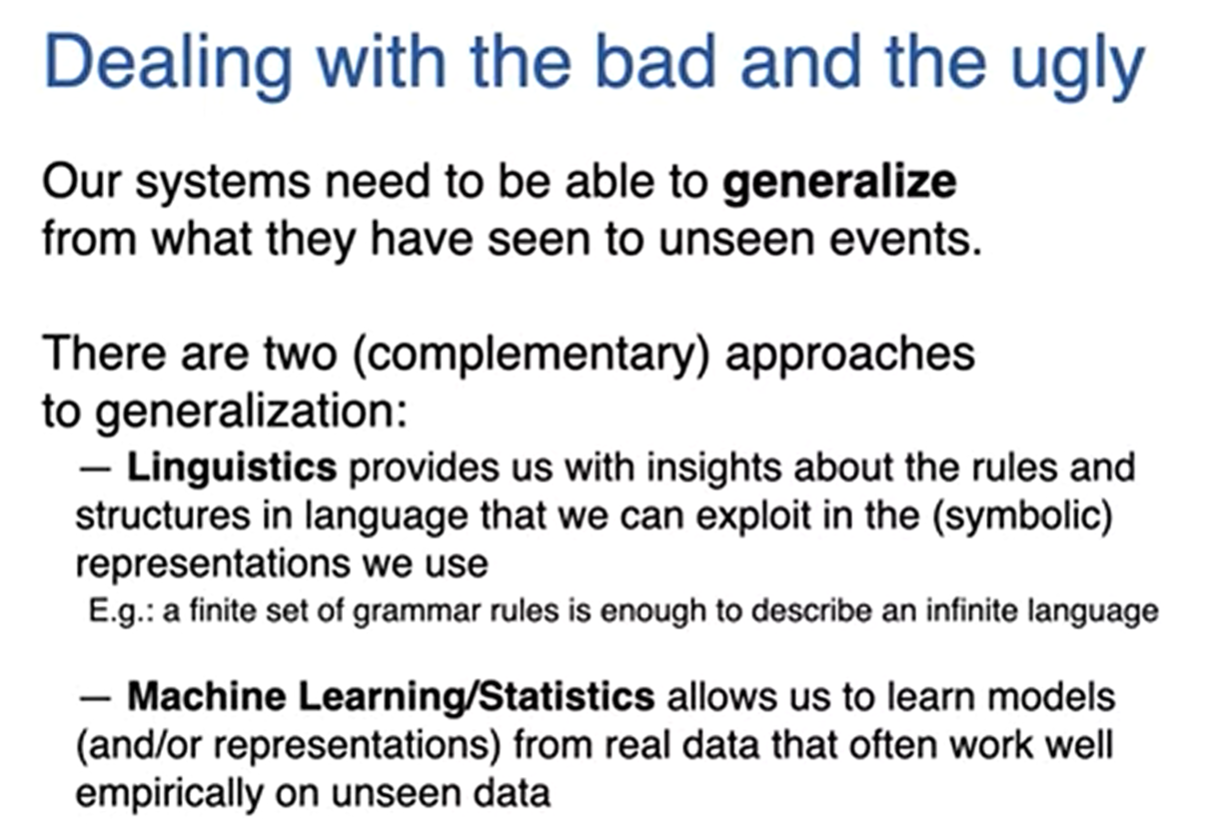 Dealing with the bad and the ugly
Our systems need to be able to generalize
from what they have seen to unseen events.
There are two (complementary) approaches
to generalization:
— Linguistics provides us with insights about the rules and
structures in language that we can exploit in the (symbolic)
representations we use
E.g.: a finite set of grammar rules is enough to describe an infinite language
— Machine Learning/Statistics allows us to learn models
(and/or representations) from real data that often work well
empirically on unseen data